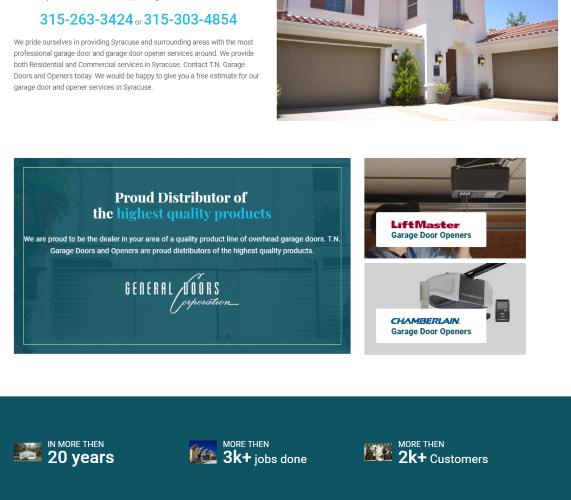 315-263-3424 or 315-303-4854
We pride ourselves in providing Syracuse and surrounding areas with the most
professional garage door and garage door opener services around. We provide
both Residential and Commercial services in Syracuse. Contact T.N. Garage
Doors and Openers today. We would be happy to give you a free estimate for our
garage door and opener services in Syracuse.
Proud Distributor of
the highest quality products
We are proud to be the dealer in your area of a quality product line of overhead garage doors. T.N.
Garage Doors and Openers are proud distributors of the highest quality products.
GENERAL DOORS
Corporation
LiftMaster
Garage Door Openers
CHAMBERLAIN
Garage Door Openers
IN MORE THEN
20 years
MORE THEN
3k+ jobs done
MORE THEN
2k+ Customers